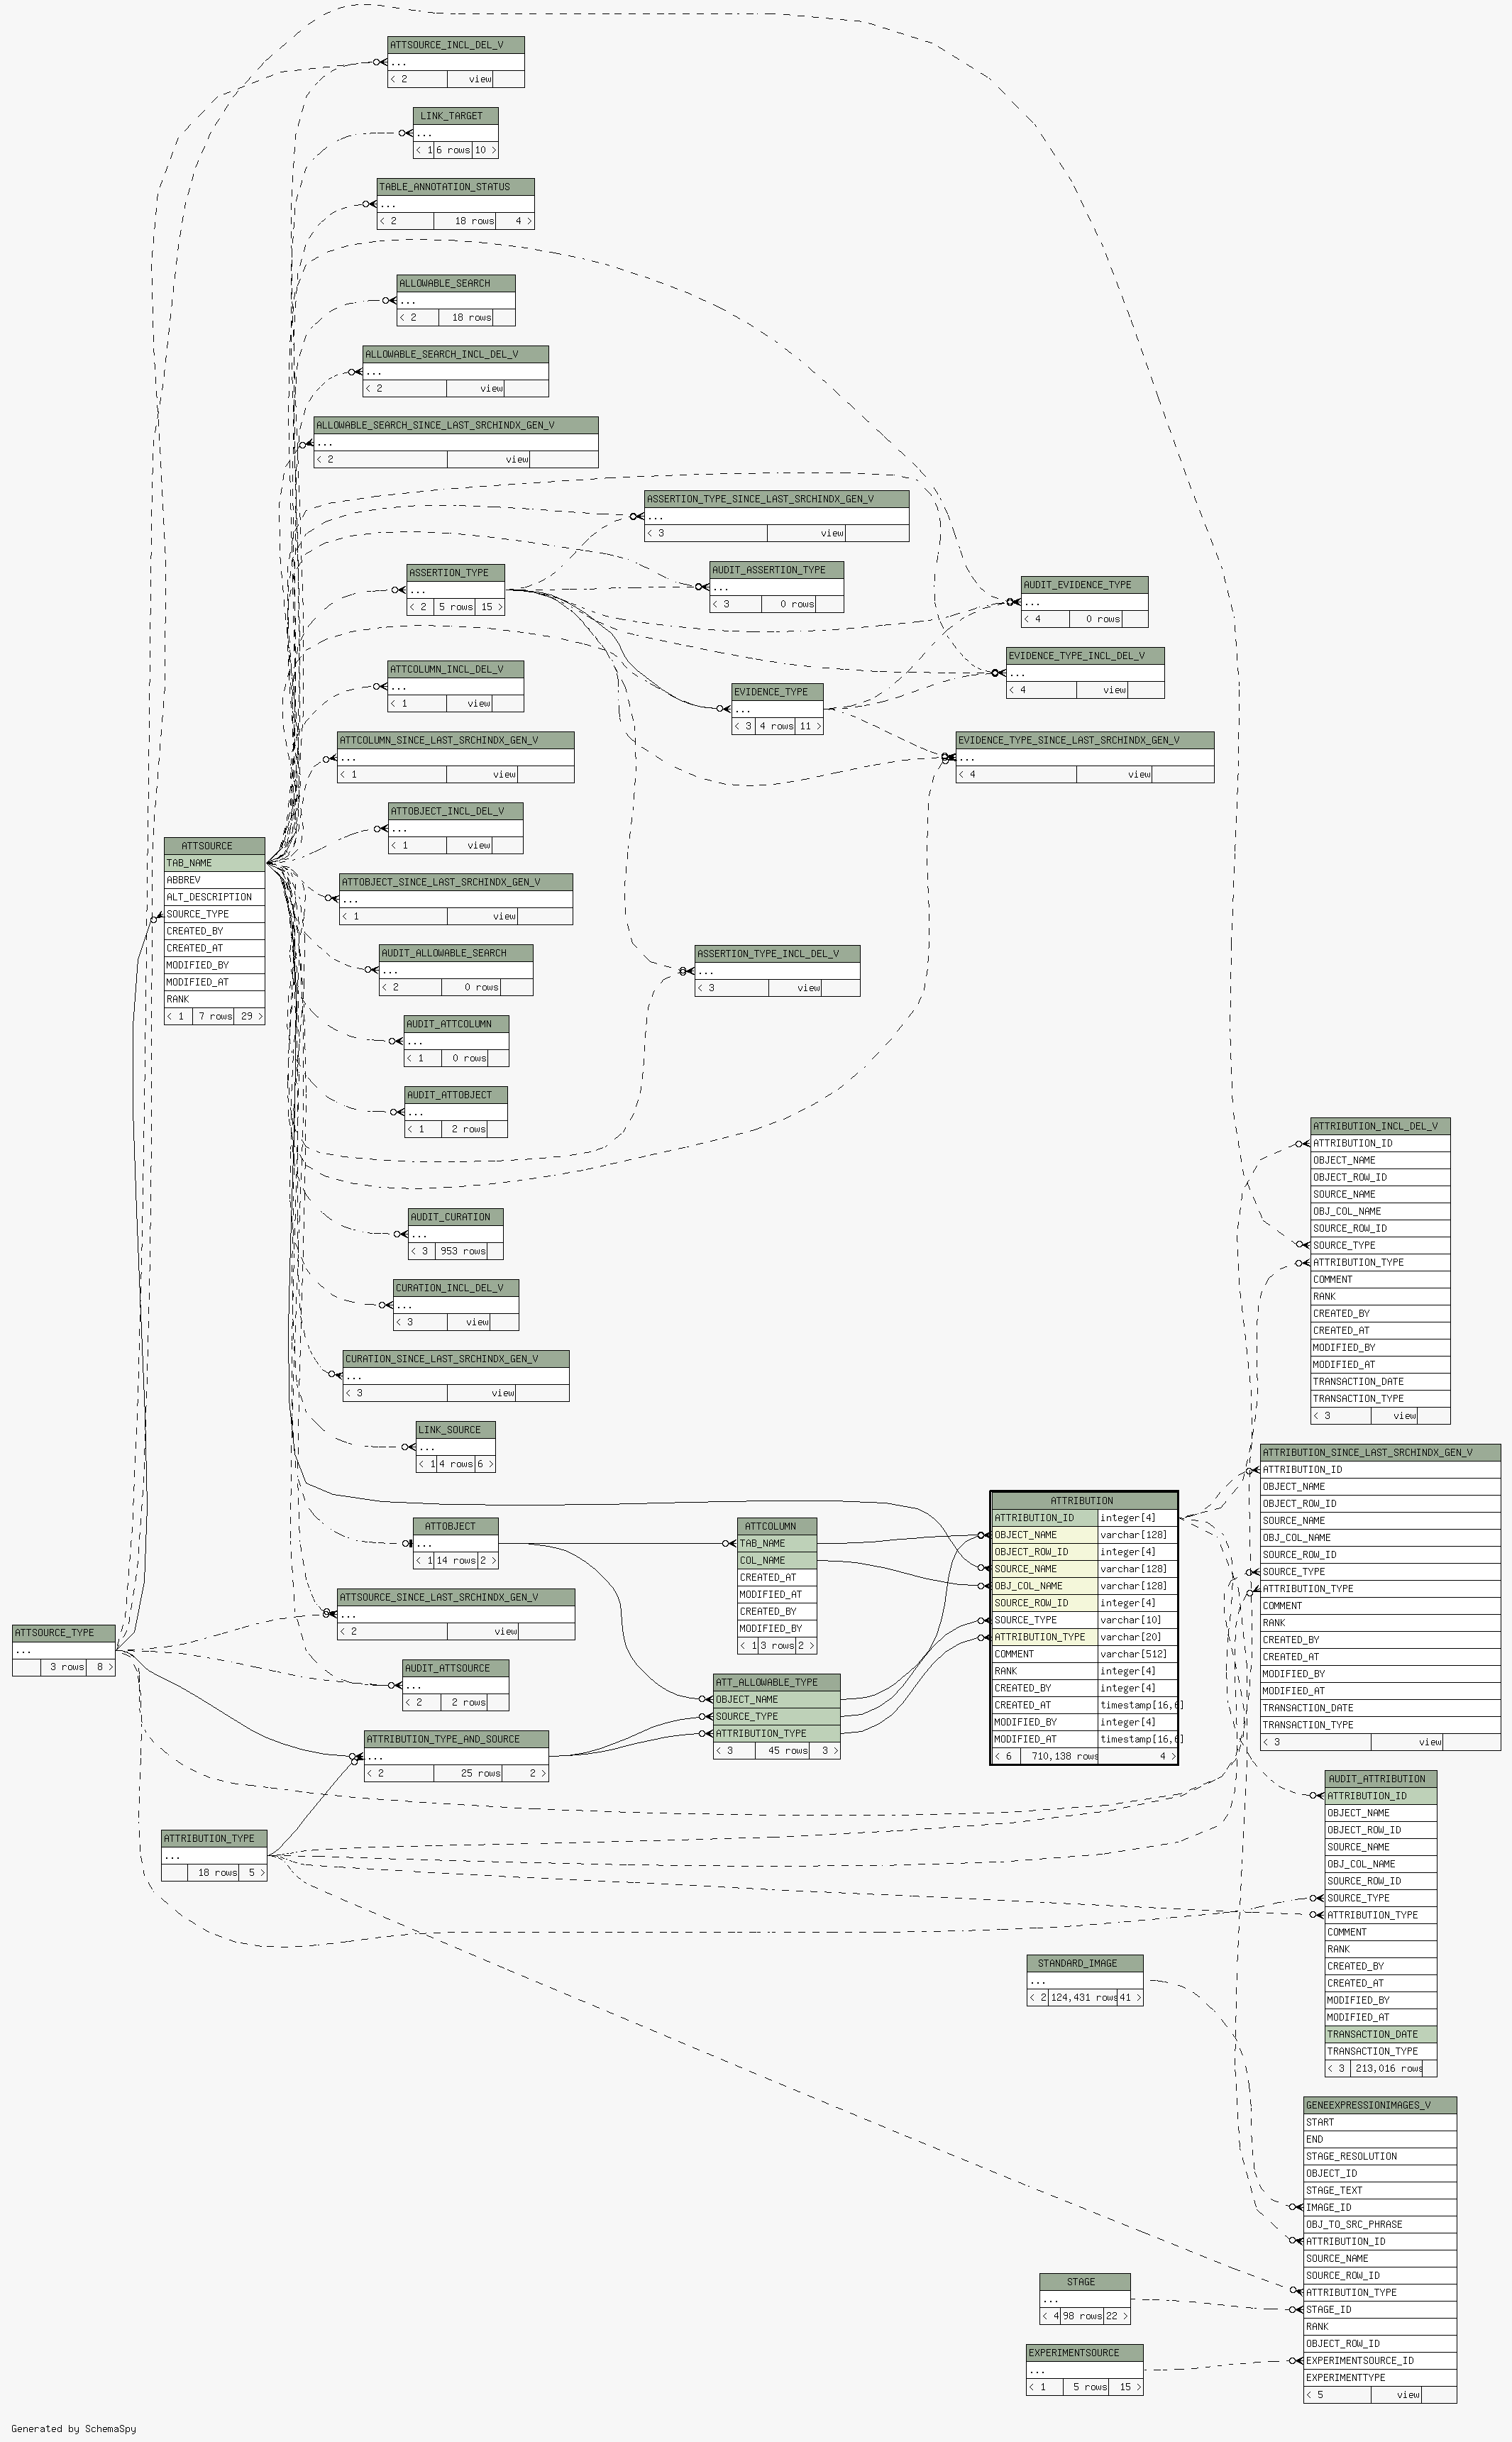 ATTSOURCE_INCL_DEL_V
...
< 2 view
LINK_TARGET
...
< 1 6 rows 10 >
TABLE_ANNOTATION_STATUS
...
< 2 18 rows 4 >
ALLOWABLE_SEARCH
...
< 2 18 rows
ALLOWABLE_SEARCH_INCL_DEL_V
...
< 2 view
ALLOWABLE_SEARCH_SINCE_LAST_SRCHINDX_GEN_V
...
< 2 view
ASSERTION_TYPE_SINCE_LAST_SRCHINDX_GEN_V
...
< 3 view
ASSERTION_TYPE
...
< 2 5 rows 15 >
AUDIT_ASSERTION_TYPE
...
< 3 0 rows
AUDIT_EVIDENCE_TYPE
...
< 4 0 rows
EVIDENCE_TYPE_INCL_DEL_V
...
< 4 view
ATTCOLUMN_INCL_DEL_V
...
< 1 view
EVIDENCE_TYPE
...
< 3 4 rows 11 >
ATTCOLUMN_SINCE_LAST_SRCHINDX_GEN_V
...
< 1 view
EVIDENCE_TYPE_SINCE_LAST_SRCHINDX_GEN_V
...
< 4 view
ATTOBJECT_INCL_DEL_V
...
< 1 view
ATTSOURCE
TAB_NAME
ABBREV
ALT_DESCRIPTION
SOURCE_TYPE
CREATED_BY
CREATED_AT
MODIFIED_BY
MODIFIED_AT
RANK
< 1 7 rows 29 >
ATTOBJECT_SINCE_LAST_SRCHINDX_GEN_V
...
< 1 view
AUDIT_ALLOWABLE_SEARCH
...
< 2 0 rows
ASSERTION_TYPE_INCL_DEL_V
...
< 3 view
AUDIT_ATTCOLUMN
...
< 1 0 rows
AUDIT_ATTOBJECT
...
< 1 2 rows
AUDIT_CURATION
...
< 3 953 rows
CURATION_INCL_DEL_V
...
< 3 view
CURATION_SINCE_LAST_SRCHINDX_GEN_V
...
< 3 view
LINK_SOURCE
...
< 1 4 rows 6 >
ATTRIBUTION_INCL_DEL_V
ATTRIBUTION_ID
OBJECT_NAME
OBJECT_ROW_ID
SOURCE_NAME
OBJ_COL_NAME
SOURCE_ROW_ID
SOURCE_TYPE
ATTRIBUTION_TYPE
COMMENT
RANK
CREATED_BY
CREATED_AT
MODIFIED_BY
MODIFIED_AT
TRANSACTION_DATE
TRANSACTION_TYPE
< 3 view
ATTRIBUTION_SINCE_LAST_SRCHINDX_GEN_V
ATTRIBUTION_ID
OBJECT_NAME
OBJECT_ROW_ID
SOURCE_NAME
OBJ_COL_NAME
SOURCE_ROW_ID
SOURCE_TYPE
ATTRIBUTION_TYPE
COMMENT
RANK
CREATED_BY
CREATED_AT
MODIFIED_BY
MODIFIED_AT
TRANSACTION_DATE
TRANSACTION_TYPE
< 3 view
ATTOBJECT
...
< 1 14 rows 2 >
ATTCOLUMN
TAB_NAME
COL_NAME
CREATED_AT
MODIFIED_AT
CREATED_BY
MODIFIED_BY
< 1 3 rows 2 >
ATTRIBUTION
ATTRIBUTION_ID integer[4]
OBJECT_NAME varchar[128]
OBJECT_ROW_ID integer[4]
SOURCE_NAME varchar[128]
OBJ_COL_NAME varchar[128]
SOURCE_ROW_ID integer[4]
SOURCE_TYPE varchar[10]
ATTRIBUTION_TYPE varchar[20]
COMMENT varchar[512]
RANK integer[4]
CREATED_BY integer[4]
CREATED_AT timestamp[16,6]
MODIFIED_BY integer[4]
MODIFIED_AT timestamp[16,6]
< 6 710,138 rows 4 >
ATTSOURCE_SINCE_LAST_SRCHINDX_GEN_V
...
< 2 view
ATTSOURCE_TYPE
...
3 rows 8 >
AUDIT_ATTSOURCE
...
< 2 2 rows
ATT_ALLOWABLE_TYPE
OBJECT_NAME
SOURCE_TYPE
ATTRIBUTION_TYPE
< 3 45 rows 3 >
ATTRIBUTION_TYPE_AND_SOURCE
...
< 2 25 rows 2 >
ATTRIBUTION_TYPE
...
18 rows 5 >
AUDIT_ATTRIBUTION
ATTRIBUTION_ID
OBJECT_NAME
OBJECT_ROW_ID
SOURCE_NAME
OBJ_COL_NAME
SOURCE_ROW_ID
SOURCE_TYPE
ATTRIBUTION_TYPE
COMMENT
RANK
CREATED_BY
CREATED_AT
MODIFIED_BY
MODIFIED_AT
TRANSACTION_DATE
TRANSACTION_TYPE
< 3 213,016 rows
STANDARD_IMAGE
...
< 2 124,431 rows 41 >
GENEEXPRESSIONIMAGES_V
START
END
STAGE_RESOLUTION
OBJECT_ID
STAGE_TEXT
IMAGE_ID
OBJ_TO_SRC_PHRASE
ATTRIBUTION_ID
SOURCE_NAME
SOURCE_ROW_ID
ATTRIBUTION_TYPE
STAGE_ID
RANK
OBJECT_ROW_ID
EXPERIMENTSOURCE_ID
EXPERIMENTTYPE
< 5 view
STAGE
...
< 4 98 rows 22 >
EXPERIMENTSOURCE
...
< 1 5 rows 15 >
Generated by SchemaSpy